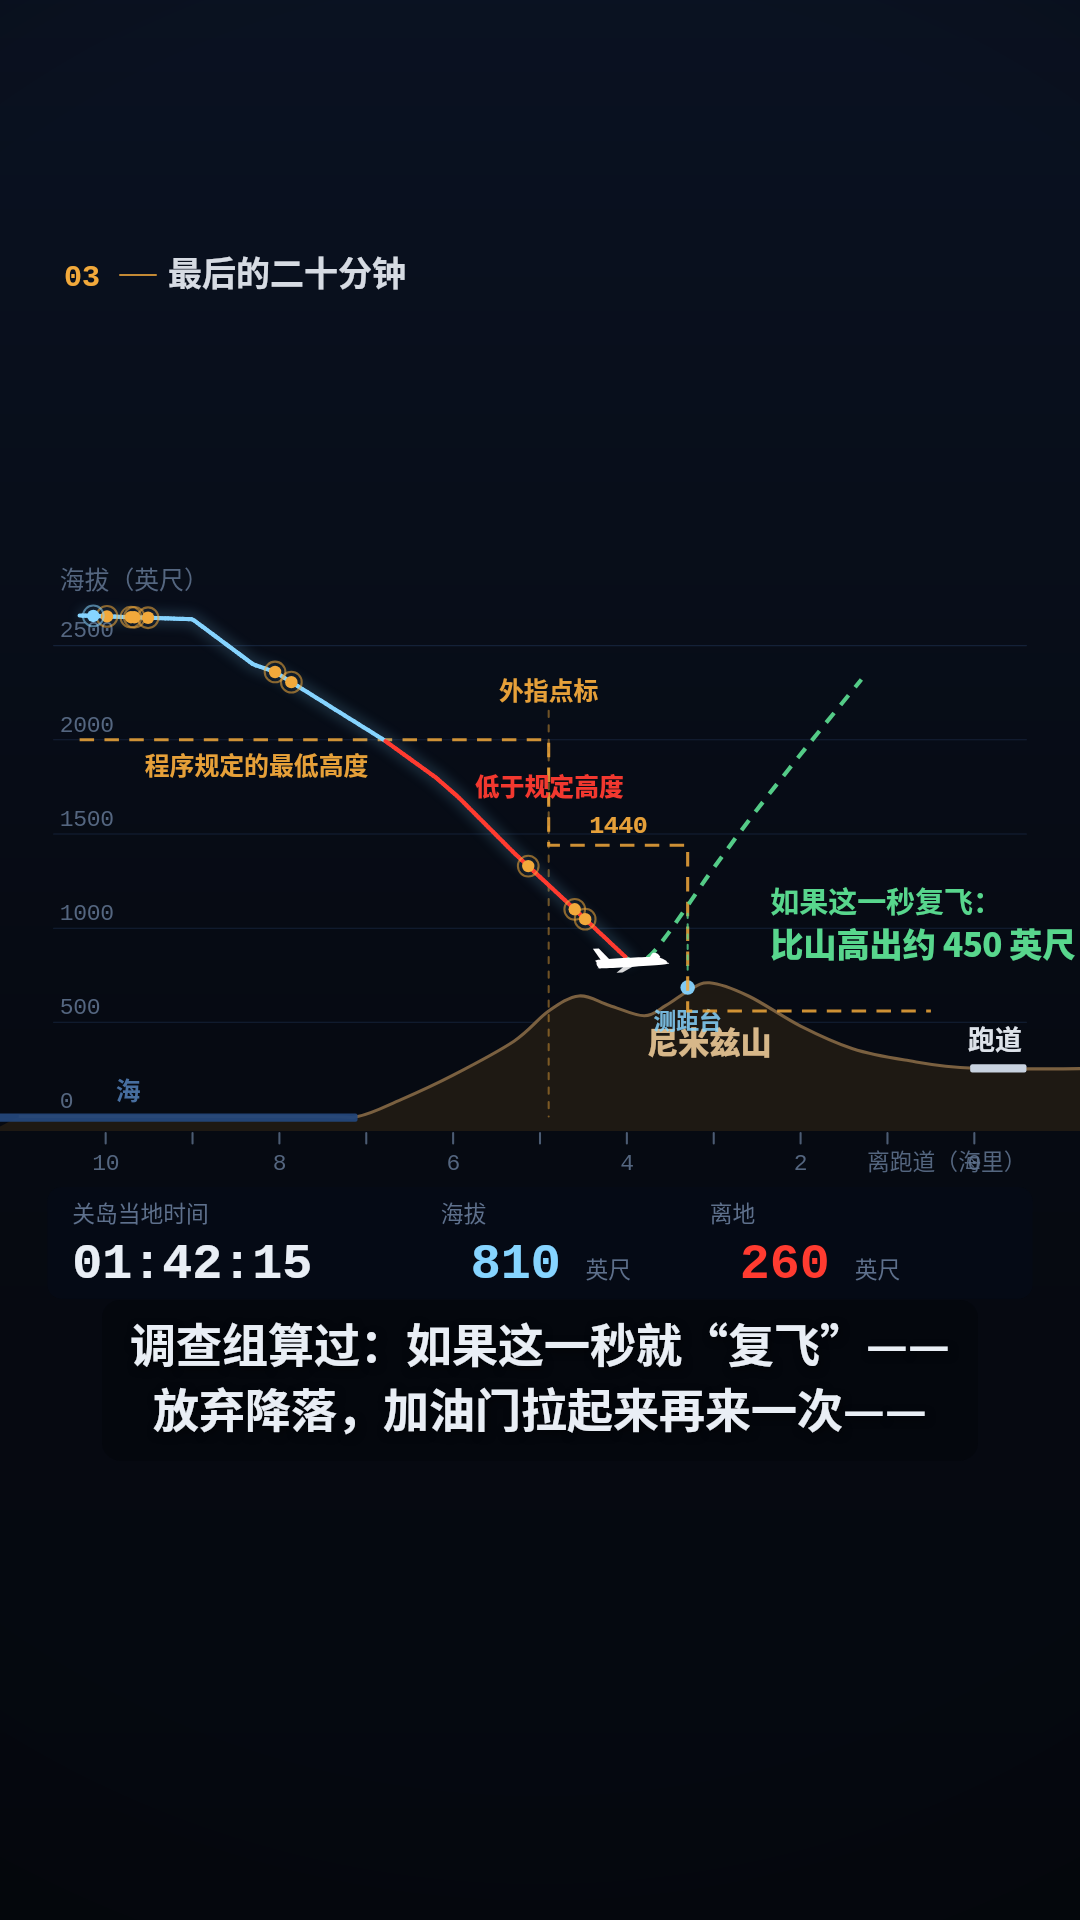 03 — 最后的二十分钟
海拔（英尺）
2500
外指点标
2000
程序规定的最低高度
低于规定高度
1500
1440
如果这一秒复飞：
1000
比山高出约 450 英尺
500
测距台
尼米兹山
跑道
0
海
10 8 6 4 2 0
离跑道（海里）
关岛当地时间 海拔 离地
01:42:15 810 英尺 260 英尺
调查组算过：如果这一秒就“复飞”——
放弃降落，加油门拉起来再来一次——